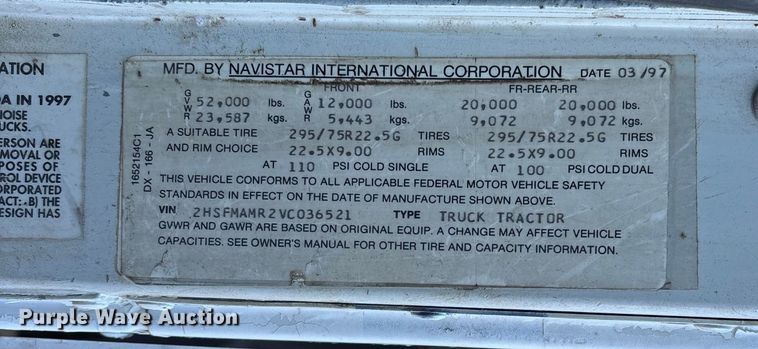 ATION
DA IN 1997
NOISE
UCKS.
ERSON ARE
MOVAL OR
POSES OF
ROL DEVICE
ORPORATED
ACT: B) THE
ESIGN HAS
1652154C1
DX - 166 - JA
MFD. BY NAVISTAR INTERNATIONAL CORPORATION DATE 03/97
FRONT FR-REAR-RR
GVWR 52,000 lbs. GAWR 12,000 lbs. 20,000 20,000 lbs.
23,587 kgs. 5,443 kgs. 9,072 9,072 kgs.
A SUITABLE TIRE 295/75R22.5G TIRES 295/75R22.5G TIRES
AND RIM CHOICE 22.5X9.00 RIMS 22.5X9.00 RIMS
AT 110 PSI COLD SINGLE AT 100 PSI COLD DUAL
THIS VEHICLE CONFORMS TO ALL APPLICABLE FEDERAL MOTOR VEHICLE SAFETY
STANDARDS IN EFFECT ON THE DATE OF MANUFACTURE SHOWN ABOVE.
VIN 2HSFMAMR2VC036521 TYPE TRUCK TRACTOR
GVWR AND GAWR ARE BASED ON ORIGINAL EQUIP. A CHANGE MAY AFFECT VEHICLE
CAPACITIES. SEE OWNER'S MANUAL FOR OTHER TIRE AND CAPACITY INFORMATION.
Purple Wave Auction